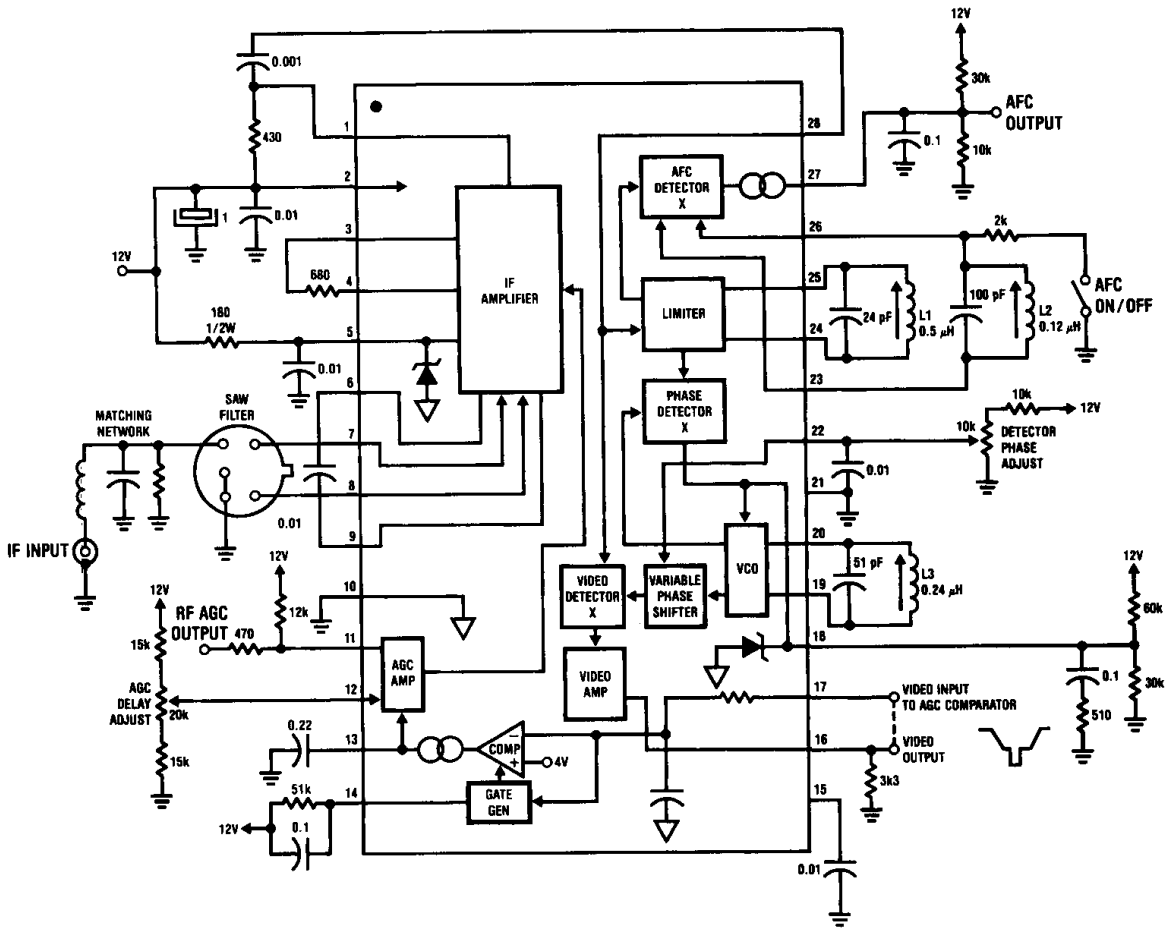 12V
0.001
30k
AFC
OUTPUT
430
0.1
10k
1
28
AFC
DETECTOR
X
27
2
1
0.01
3
26
2k
12V
680
4
IF
AMPLIFIER
25
100 pF
AFC
ON/OFF
LIMITER
24 pF
L1
0.5 μH
L2
0.12 μH
180
1/2W
5
24
0.01
23
6
PHASE
DETECTOR
X
10k
12V
MATCHING
NETWORK
SAW
FILTER
7
22
10k
DETECTOR
PHASE
ADJUST
0.01
8
21
0.01
IF INPUT
9
20
VCO
51 pF
L3
0.24 μH
12V
12V
12V
10
VIDEO
DETECTOR
X
VARIABLE
PHASE
SHIFTER
19
60k
RF AGC
OUTPUT
12k
470
11
18
15k
AGC
AMP
VIDEO
AMP
0.1
30k
AGC
DELAY
ADJUST
20k
12
17
VIDEO INPUT
TO AGC COMPARATOR
510
0.22
13
COMP
−
+
4V
16
VIDEO
OUTPUT
15k
51k
14
GATE
GEN
3k3
15
12V
0.1
0.01